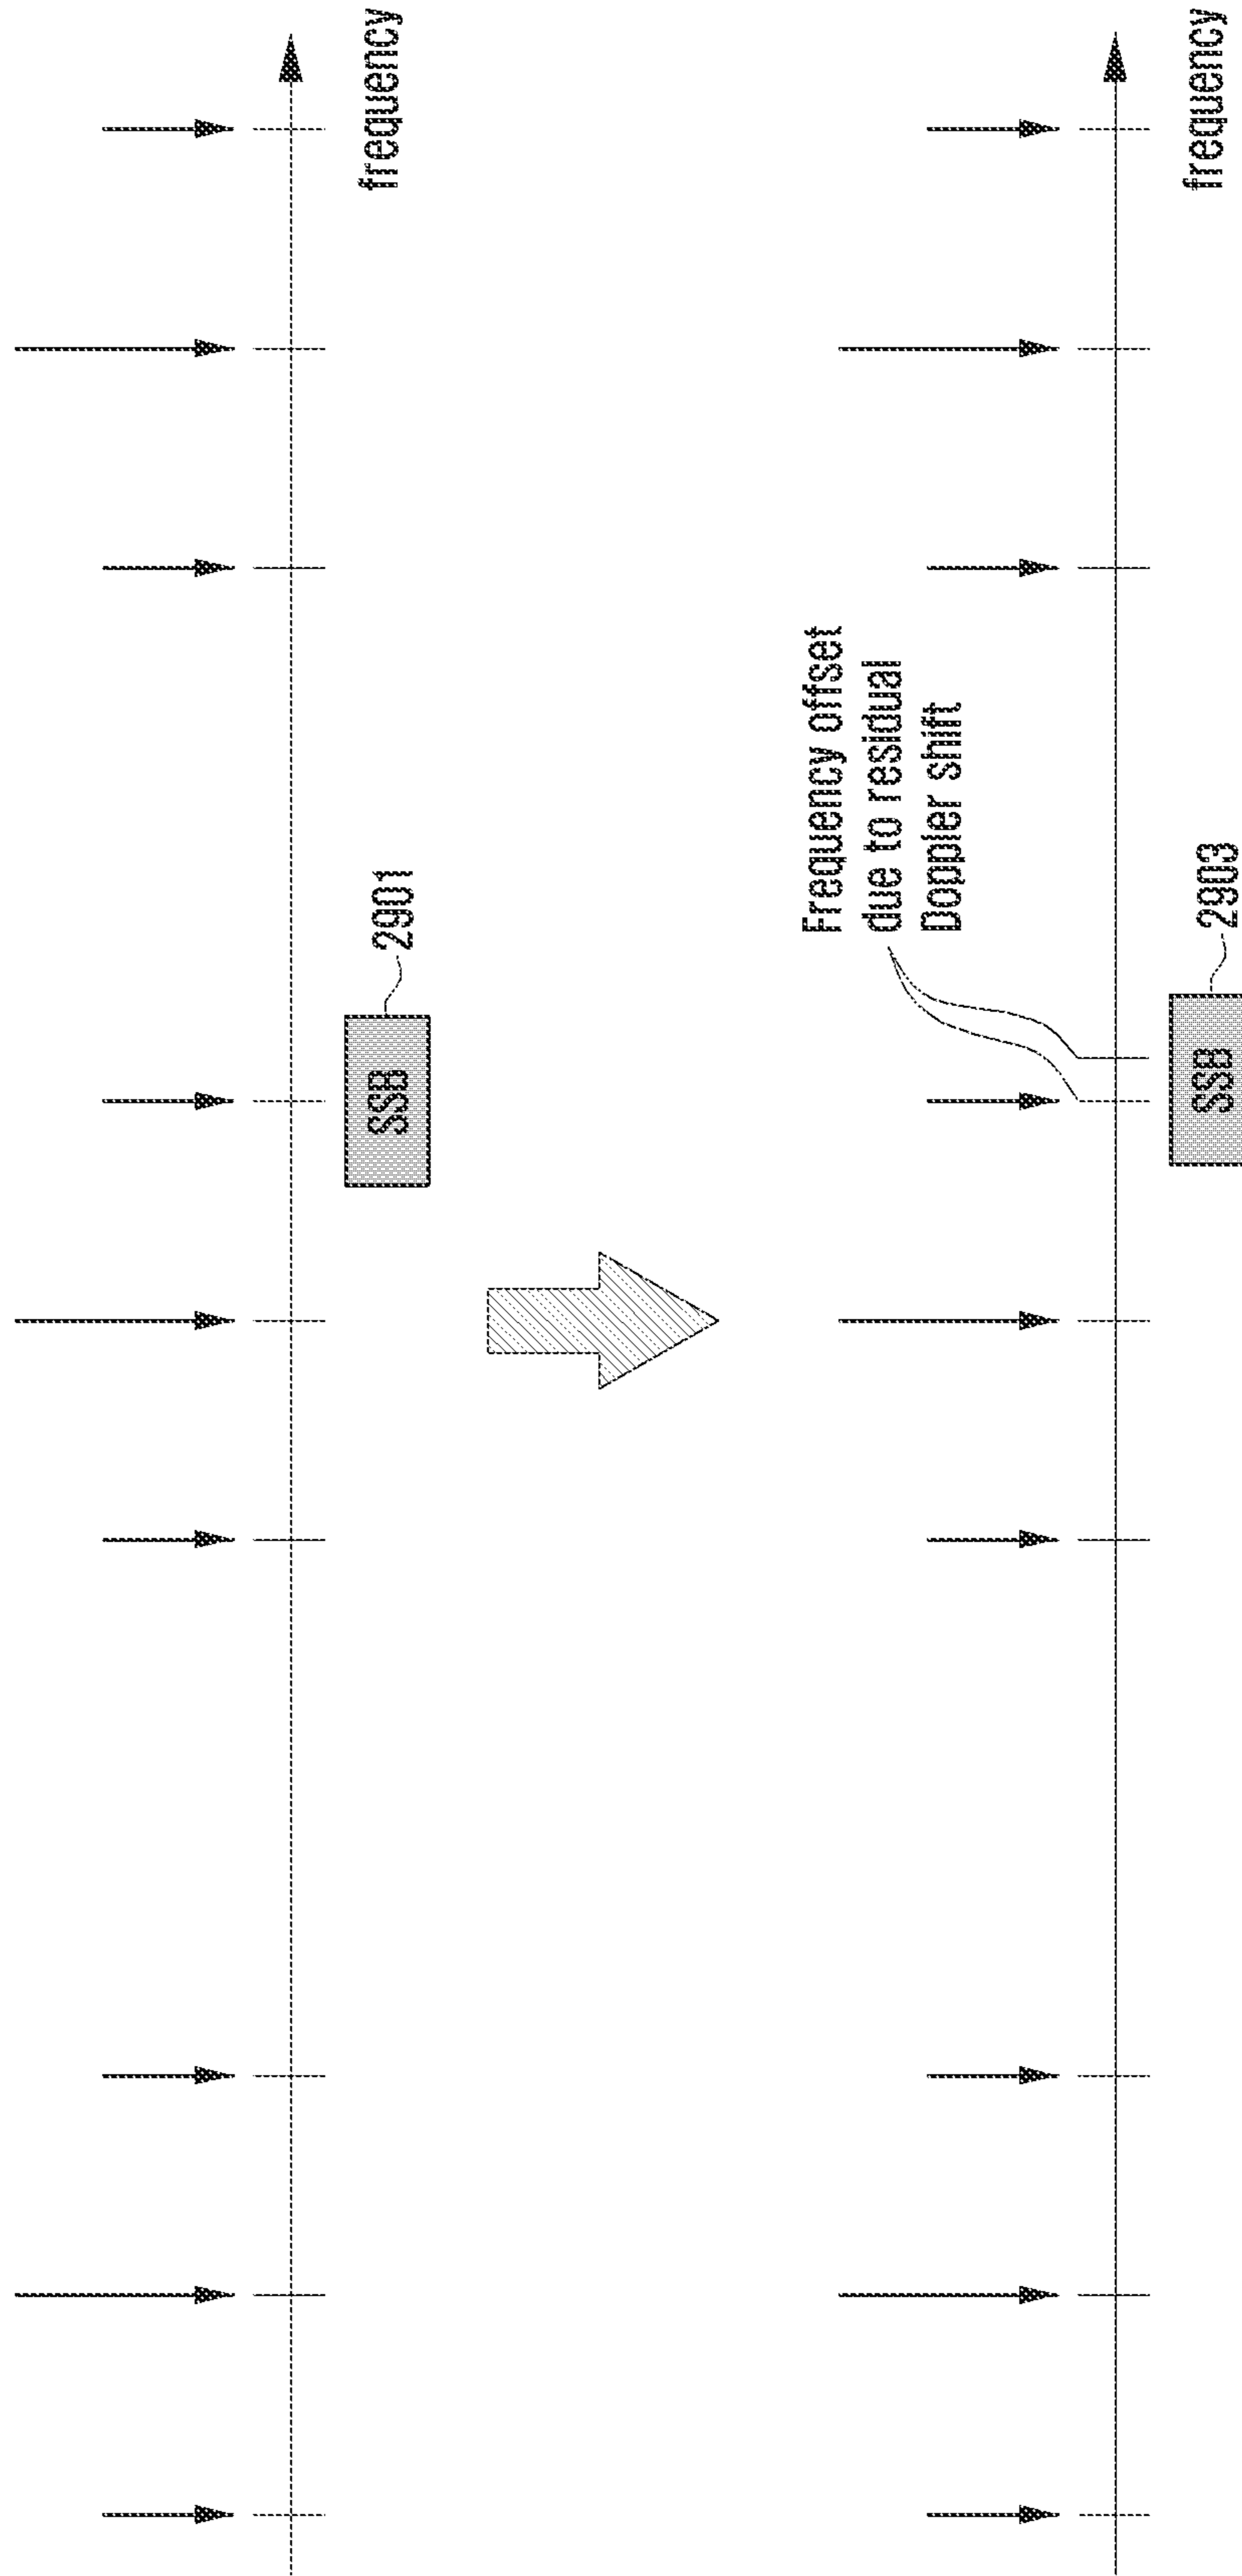 SSB
2901
frequency
Frequency offset
due to residual
Doppler shift
SSB
2903
frequency